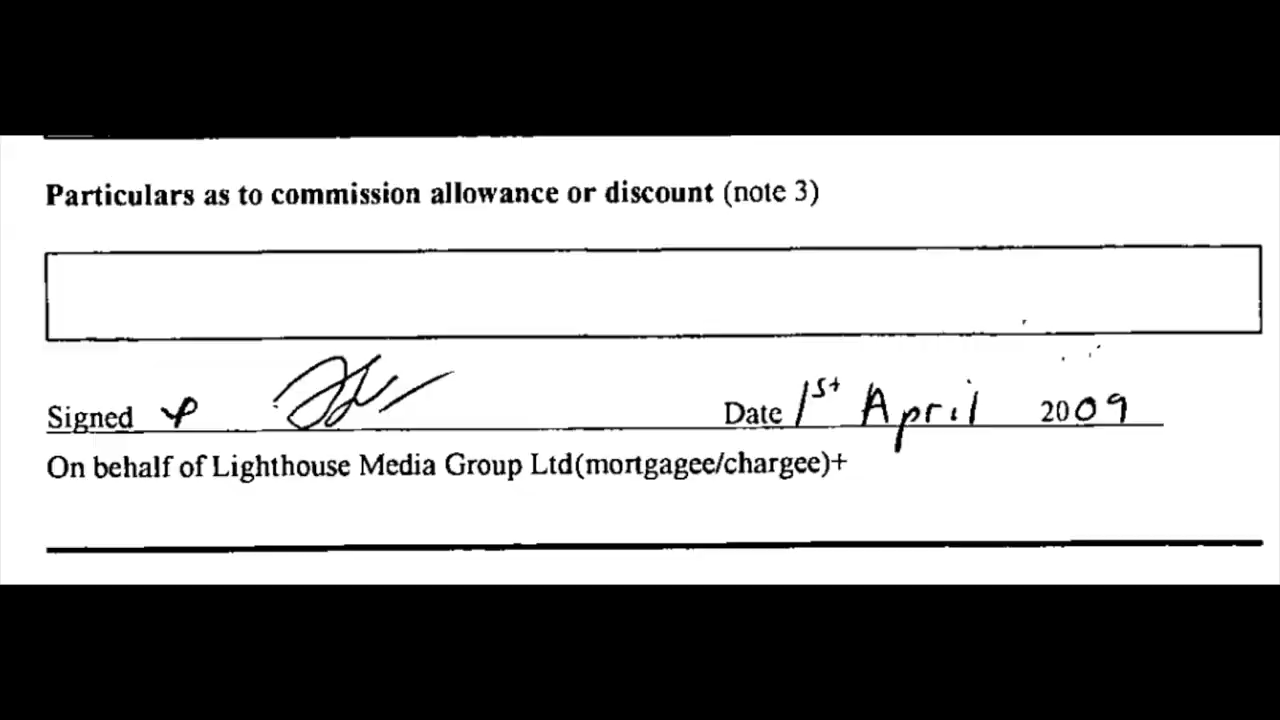 Particulars as to commission allowance or discount (note 3)
Signed Date 1st April 2009
On behalf of Lighthouse Media Group Ltd(mortgagee/chargee)+